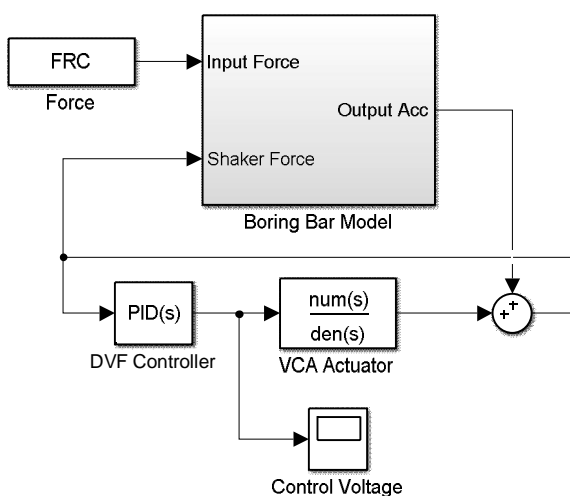 FRC
Force
Input Force
Output Acc
Shaker Force
Boring Bar Model
PID(s)
DVF Controller
num(s)
den(s)
VCA Actuator
++
Control Voltage